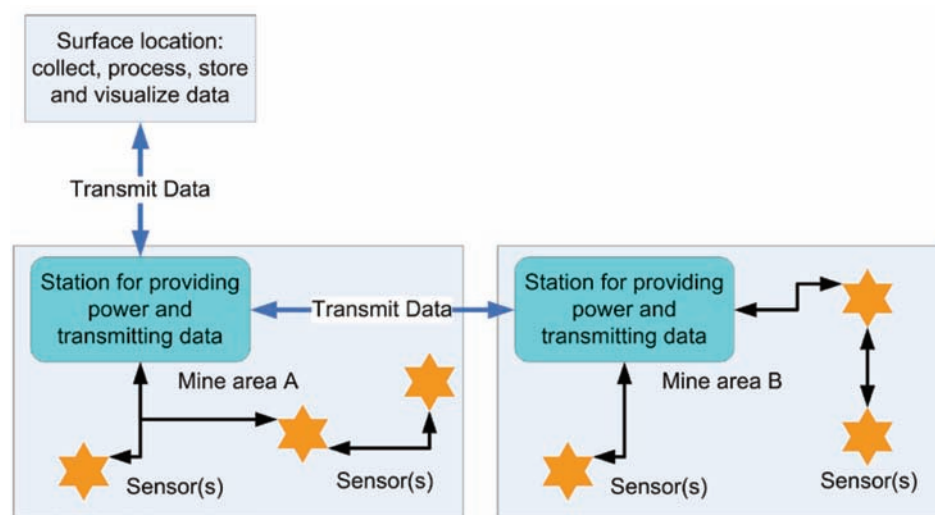 Surface location:
collect, process, store
and visualize data
Transmit Data
Station for providing
power and
transmitting data
Transmit Data
Station for providing
power and
transmitting data
Mine area A
Mine area B
Sensor(s)
Sensor(s)
Sensor(s)
Sensor(s)